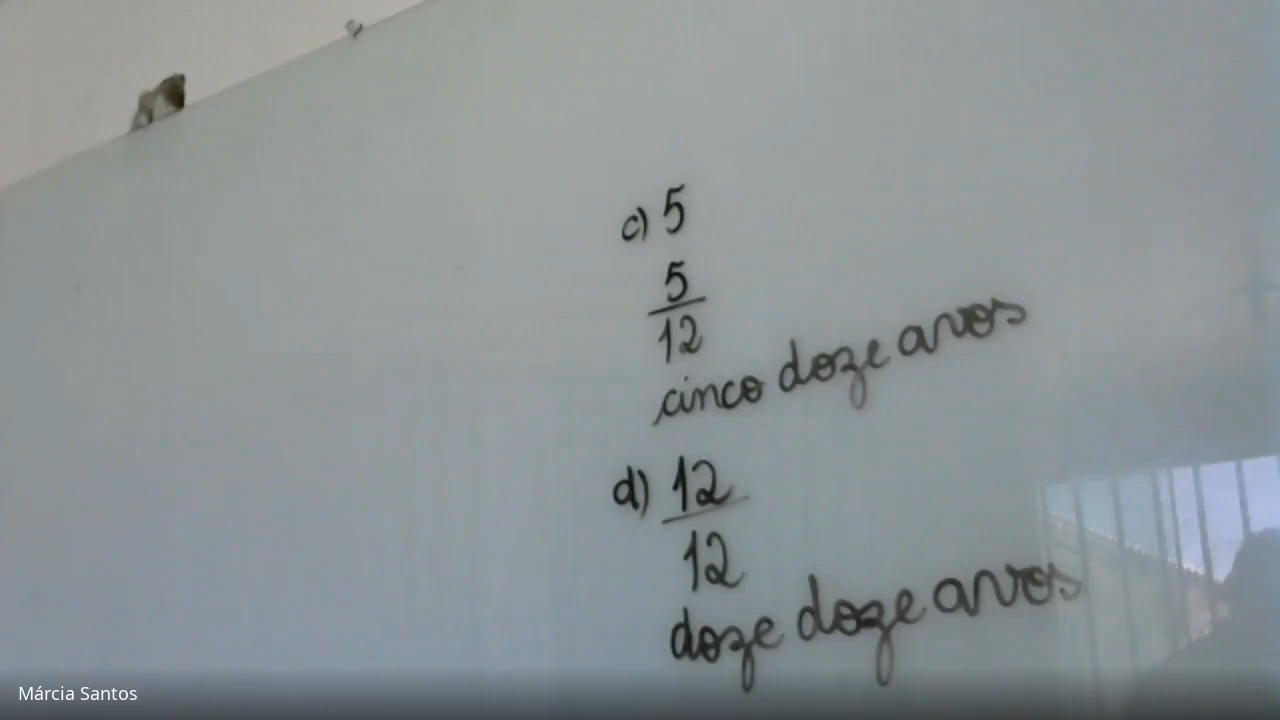 c) 5
5
12
cinco doze avos
d) 12
12
doze doze avos
Márcia Santos